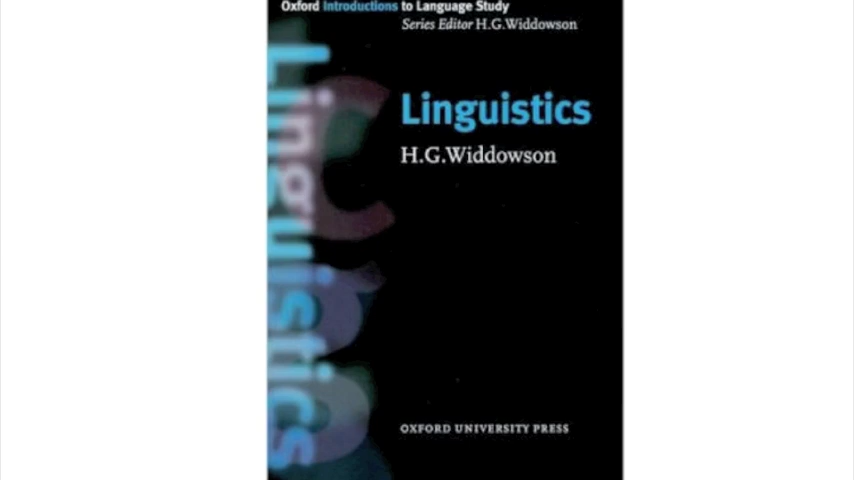 Oxford Introductions to Language Study
Series Editor H.G.Widdowson
Linguistics
Linguistics
H.G.Widdowson
OXFORD UNIVERSITY PRESS